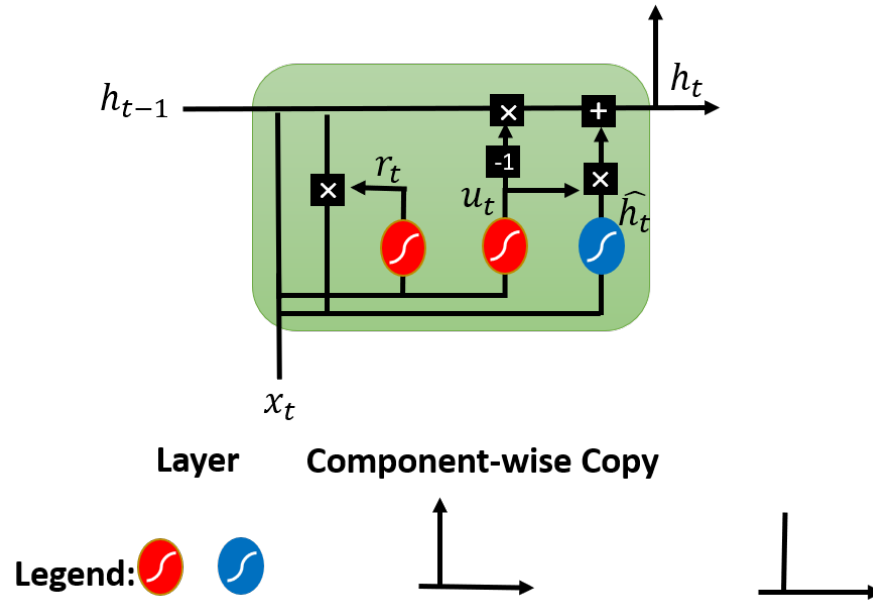 h_t
h_{t−1}
×
+
-1
×
r_t
×
u_t
ĥ_t
x_t
Layer Component-wise Copy
Legend: